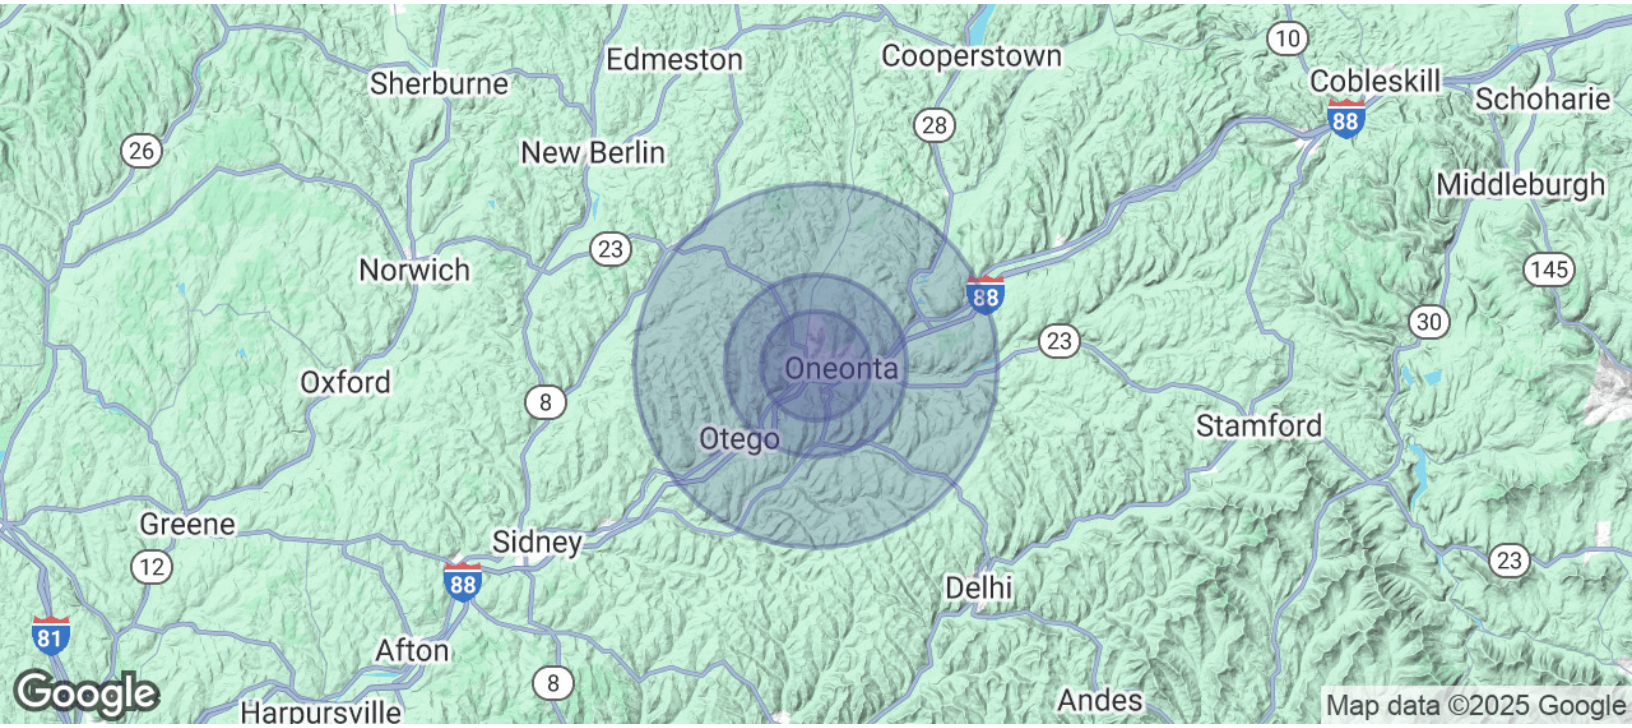 10
Edmeston
Cooperstown
Sherburne
Cobleskill
Schoharie
88
28
26
New Berlin
Middleburgh
23
Norwich
145
88
30
23
Oneonta
Oxford
8
Stamford
Otego
Greene
Sidney
23
12
88
Delhi
81
Afton
8
Google
Andes
Harpursville
Map data ©2025 Google